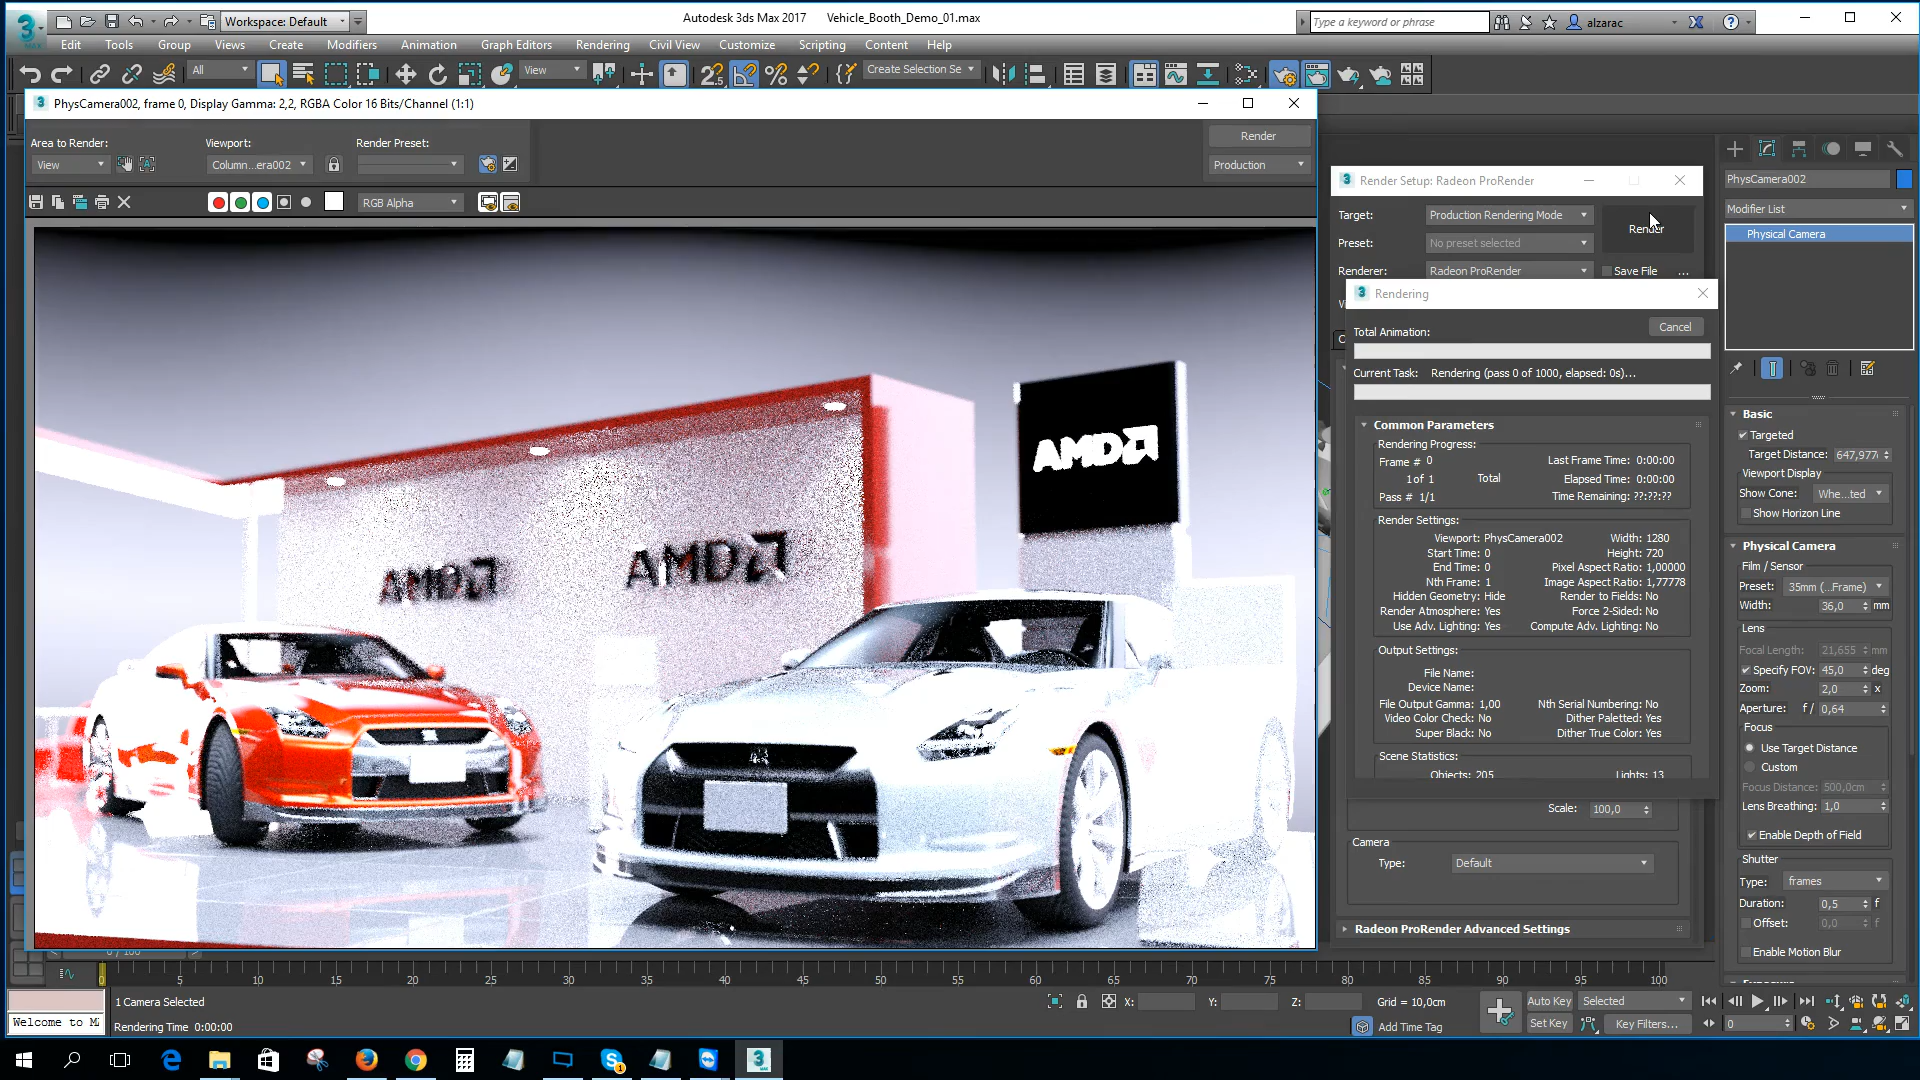 Workspace: Default
Autodesk 3ds Max 2017 Vehicle_Booth_Demo_01.max
Type a keyword or phrase
alzarac
Edit Tools Group Views Create Modifiers Animation Graph Editors Rendering Civil View Customize Scripting Content Help
All
View
Create Selection Se
PhysCamera002, frame 0, Display Gamma: 2,2, RGBA Color 16 Bits/Channel (1:1)
Area to Render:
View
Viewport:
Column...era002
Render Preset:
Render
Production
RGB Alpha
AMD
AMD
AMD
Render Setup: Radeon ProRender
Target: Production Rendering Mode
Render
Preset: No preset selected
Renderer: Radeon ProRender
Save File ...
Rendering
Total Animation:
Cancel
Current Task: Rendering (pass 0 of 1000, elapsed: 0s)...
Common Parameters
Rendering Progress:
Frame # 0 Last Frame Time: 0:00:00
1 of 1 Total Elapsed Time: 0:00:00
Pass # 1/1 Time Remaining: ??:??:??
Render Settings:
Viewport: PhysCamera002 Width: 1280
Start Time: 0 Height: 720
End Time: 0 Pixel Aspect Ratio: 1,00000
Nth Frame: 1 Image Aspect Ratio: 1,77778
Hidden Geometry: Hide Render to Fields: No
Render Atmosphere: Yes Force 2-Sided: No
Use Adv. Lighting: Yes Compute Adv. Lighting: No
Output Settings:
File Name:
Device Name:
File Output Gamma: 1,00 Nth Serial Numbering: No
Video Color Check: No Dither Paletted: Yes
Super Black: No Dither True Color: Yes
Scene Statistics:
Objects: 205 Lights: 13
Scale: 100,0
Camera
Type: Default
Radeon ProRender Advanced Settings
PhysCamera002
Modifier List
Physical Camera
Basic
Targeted
Target Distance: 647,977
Viewport Display
Show Cone: Whe...ted
Show Horizon Line
Physical Camera
Film / Sensor
Preset: 35mm (...Frame)
Width: 36,0 mm
Lens
Focal Length: 21,655 mm
Specify FOV: 45,0 deg
Zoom: 2,0 x
Aperture: f / 0,64
Focus
Use Target Distance
Custom
Focus Distance: 500,0cm
Lens Breathing: 1,0
Enable Depth of Field
Shutter
Type: frames
Duration: 0,5 f
Offset: 0,0 f
Enable Motion Blur
0 / 100
0 5 10 15 20 25 30 35 40 45 50 55 60 65 70 75 80 85 90 95 100
1 Camera Selected
X: Y: Z: Grid = 10,0cm
Auto Key Selected
Welcome to M
Rendering Time 0:00:00
Add Time Tag
Set Key Key Filters...
0